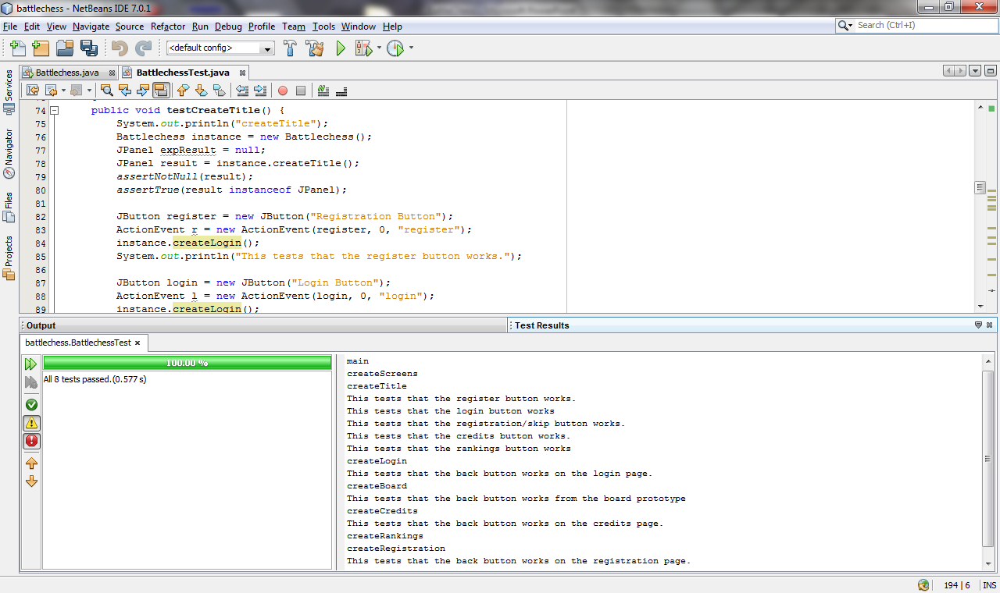 battlechess - NetBeans IDE 7.0.1
File Edit View Navigate Source Refactor Run Debug Profile Team Tools Window Help
Search (Ctrl+I)
<default config>
Services
Navigator
Files
Projects
Battlechess.java
BattlechessTest.java
74 public void testCreateTitle() {
75 System.out.println("createTitle");
76 Battlechess instance = new Battlechess();
77 JPanel expResult = null;
78 JPanel result = instance.createTitle();
79 assertNotNull(result);
80 assertTrue(result instanceof JPanel);
81
82 JButton register = new JButton("Registration Button");
83 ActionEvent r = new ActionEvent(register, 0, "register");
84 instance.createLogin();
85 System.out.println("This tests that the register button works.");
86
87 JButton login = new JButton("Login Button");
88 ActionEvent l = new ActionEvent(login, 0, "login");
89 instance.createLogin();
Output
Test Results
battlechess.BattlechessTest
100.00 %
All 8 tests passed.(0.577 s)
main
createScreens
createTitle
This tests that the register button works.
This tests that the login button works
This tests that the registration/skip button works.
This tests that the credits button works.
This tests that the rankings button works
createLogin
This tests that the back button works on the login page.
createBoard
This tests that the back button works from the board prototype
createCredits
This tests that the back button works on the credits page.
createRankings
createRegistration
This tests that the back button works on the registration page.
194 | 6 INS